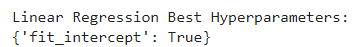 Linear Regression Best Hyperparameters:
{'fit_intercept': True}